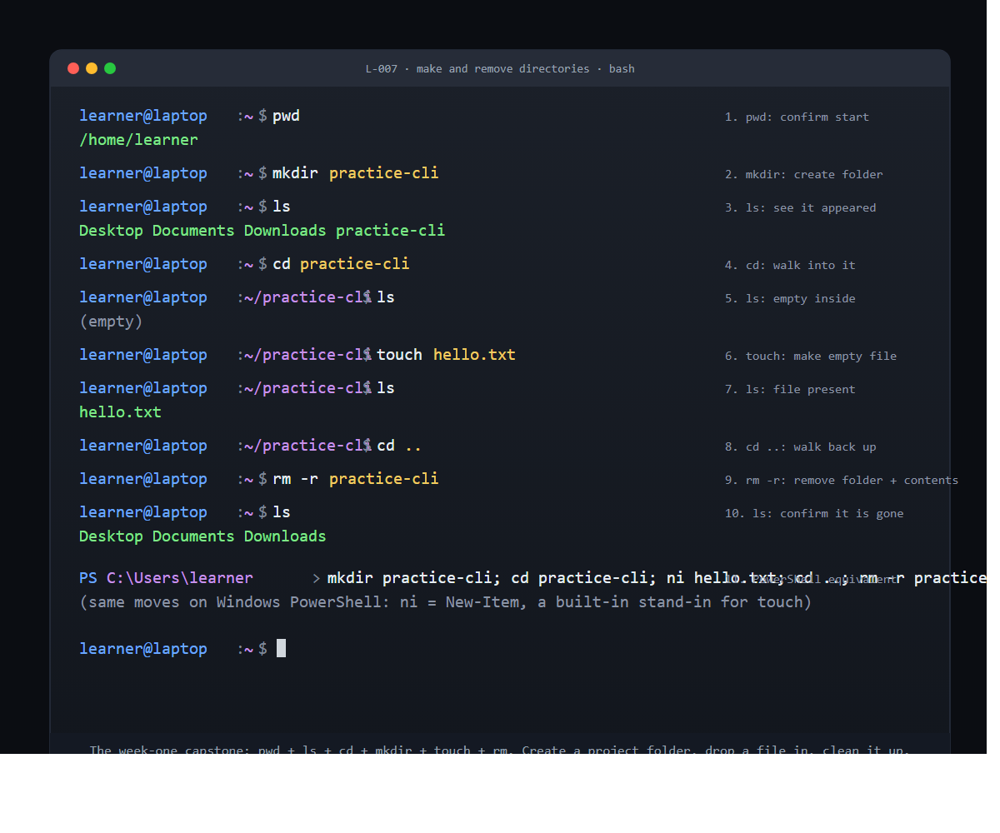 L-007 · make and remove directories · bash
learner@laptop :~ $ pwd 1. pwd: confirm start
/home/learner
learner@laptop :~ $ mkdir practice-cli 2. mkdir: create folder
learner@laptop :~ $ ls 3. ls: see it appeared
Desktop Documents Downloads practice-cli
learner@laptop :~ $ cd practice-cli 4. cd: walk into it
learner@laptop :~/practice-cli$ ls 5. ls: empty inside
(empty)
learner@laptop :~/practice-cli$ touch hello.txt 6. touch: make empty file
learner@laptop :~/practice-cli$ ls 7. ls: file present
hello.txt
learner@laptop :~/practice-cli$ cd .. 8. cd ..: walk back up
learner@laptop :~ $ rm -r practice-cli 9. rm -r: remove folder + contents
learner@laptop :~ $ ls 10. ls: confirm it is gone
Desktop Documents Downloads
PS C:\Users\learner > mkdir practice-cli; cd practice-cli; ni hello.txt; cd ..; rm -r practice 11. PowerShell equivalent
(same moves on Windows PowerShell: ni = New-Item, a built-in stand-in for touch)
learner@laptop :~ $
The week-one capstone: pwd + ls + cd + mkdir + touch + rm. Create a project folder, drop a file in, clean it up.